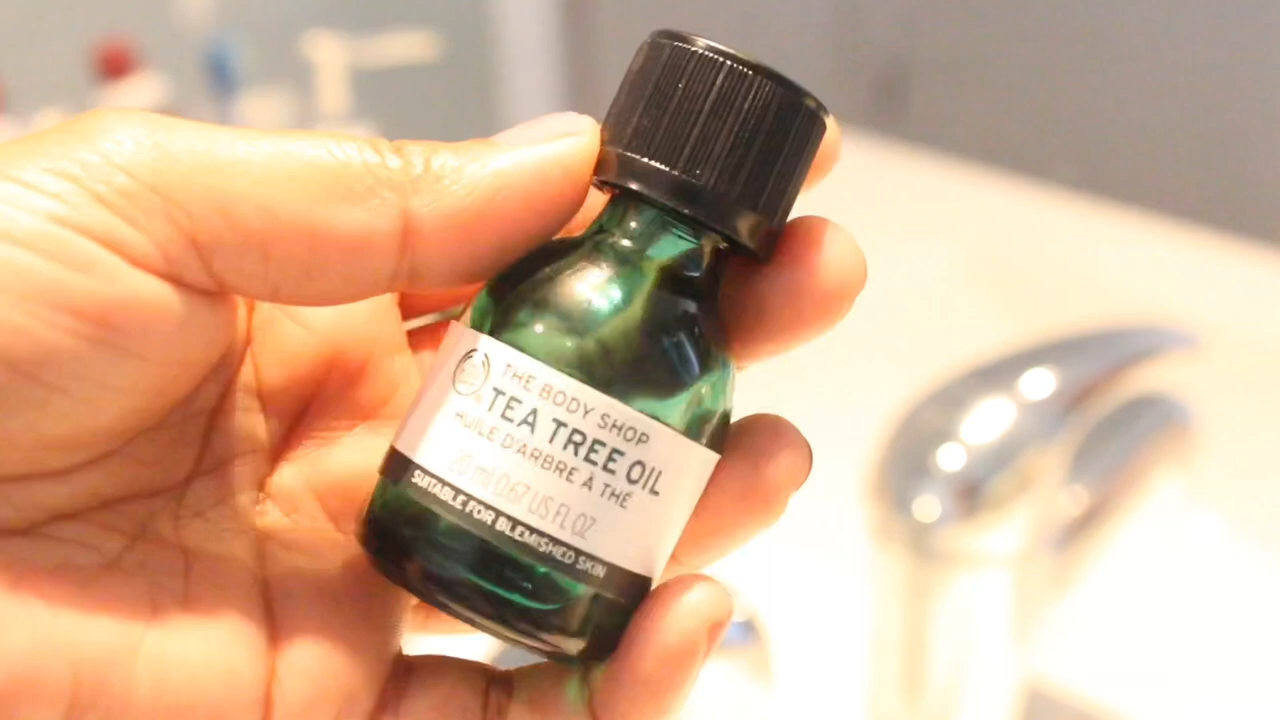 THE BODY SHOP
TEA TREE OIL
HUILE D'ARBRE À THÉ
20 ml 0.67 US FL OZ
SUITABLE FOR BLEMISHED SKIN